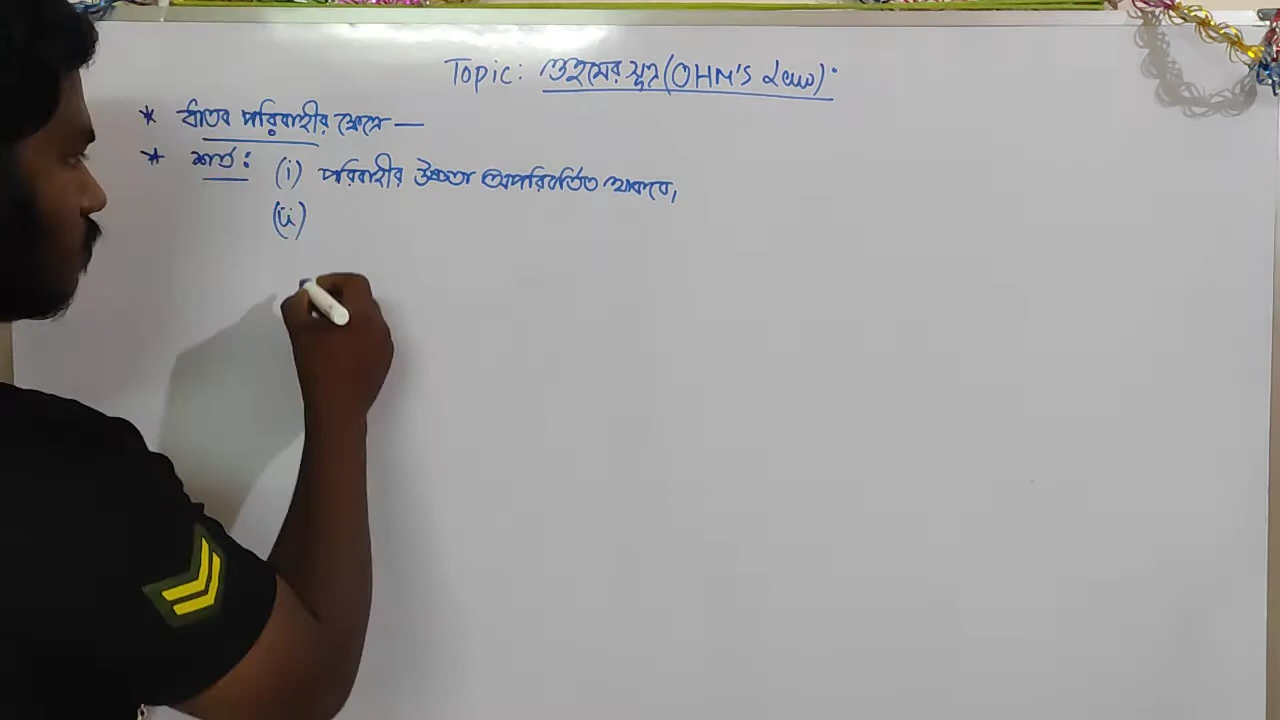 Topic: ওহমের সূত্র (OHM'S Law):
* ধাতব পরিবাহীর ক্ষেত্রে —
* শর্ত : (i) পরিবাহীর উষ্ণতা অপরিবর্তিত থাকবে,
(ii)